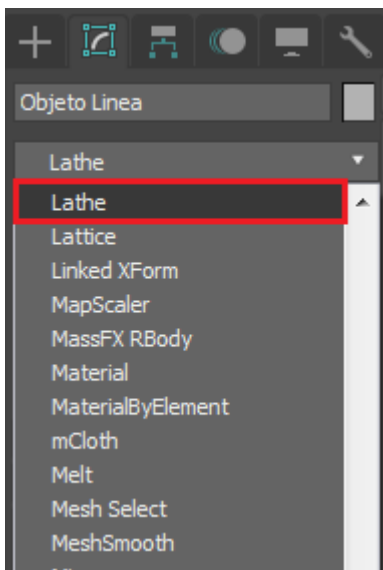 Objeto Linea
Lathe
Lathe
Lattice
Linked XForm
MapScaler
MassFX RBody
Material
MaterialByElement
mCloth
Melt
Mesh Select
MeshSmooth